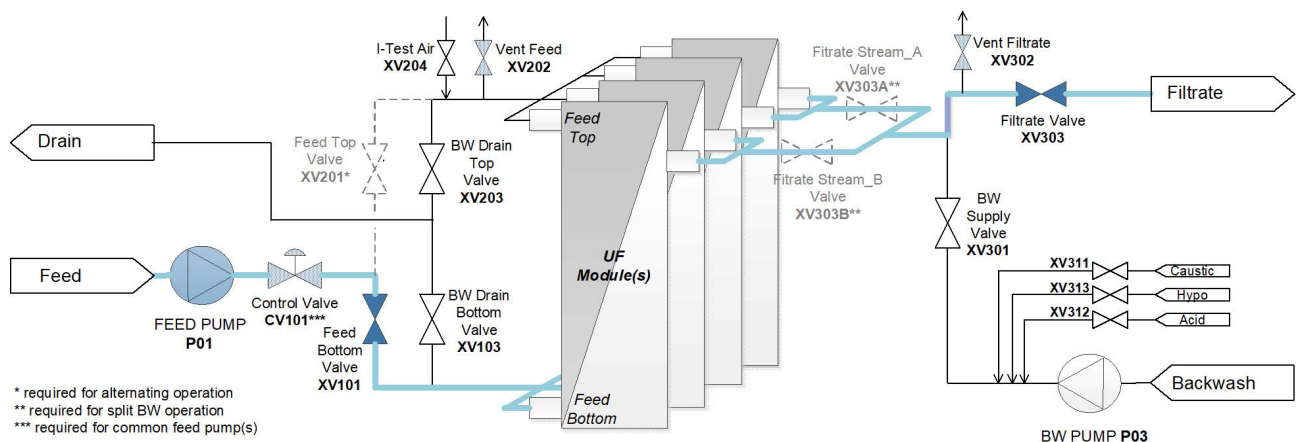 I-Test Air
XV204
Vent Feed
XV202
Fitrate Stream_A
Valve
XV303A**
Vent Filtrate
XV302
Filtrate
Filtrate Valve
XV303
Drain
Feed Top
Valve
XV201*
BW Drain
Top
Valve
XV203
Feed
Top
Fitrate Stream_B
Valve
XV303B**
BW
Supply
Valve
XV301
UF
Module(s)
Feed
FEED PUMP
P01
Control Valve
CV101***
Feed
Bottom
Valve
XV101
BW Drain
Bottom
Valve
XV103
Feed
Bottom
XV311
Caustic
XV313
Hypo
XV312
Acid
Backwash
BW PUMP P03
* required for alternating operation
** required for split BW operation
*** required for common feed pump(s)